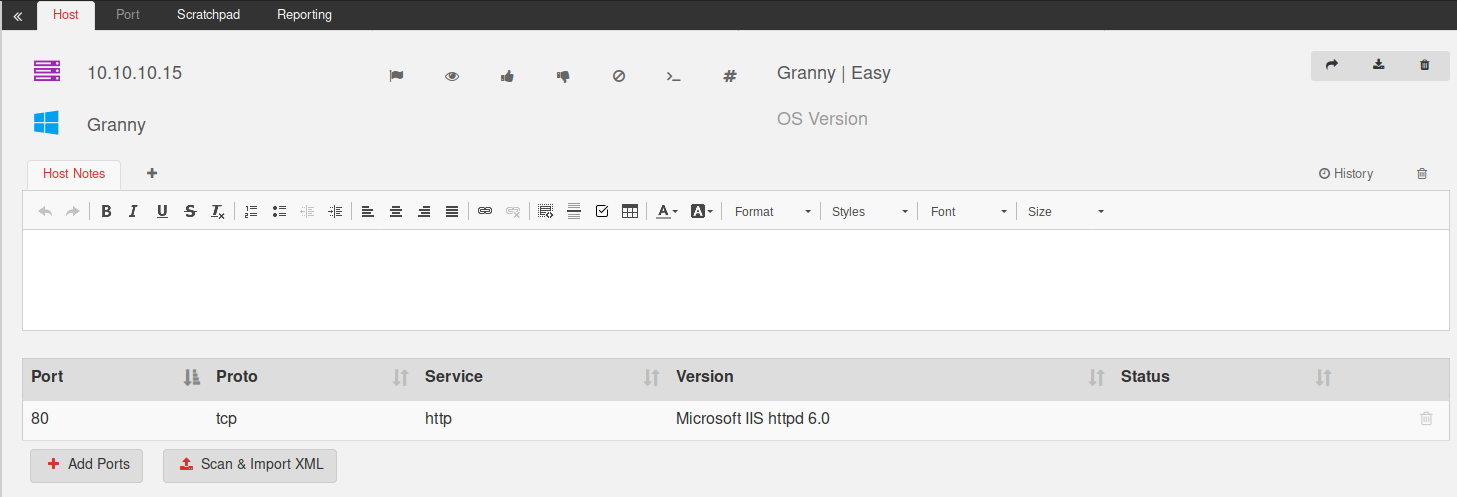 Host Port Scratchpad Reporting
10.10.10.15 Granny | Easy
Granny OS Version
Host Notes History
Format Styles Font Size
Port Proto Service Version Status
80 tcp http Microsoft IIS httpd 6.0
Add Ports Scan & Import XML